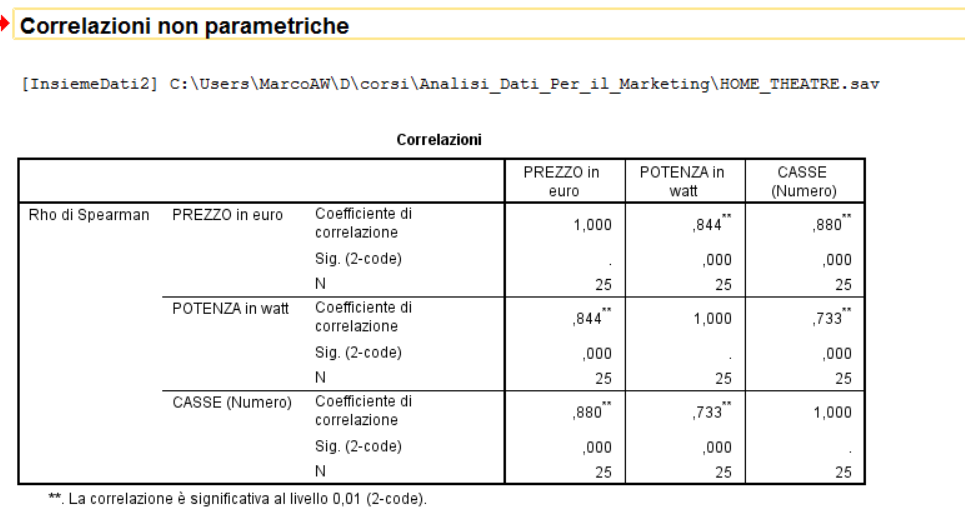 Correlazioni non parametriche
[InsiemeDati2] C:\Users\MarcoAW\D\corsi\Analisi_Dati_Per_il_Marketing\HOME_THEATRE.sav
Correlazioni
PREZZO in euro POTENZA in watt CASSE (Numero)
Rho di Spearman PREZZO in euro Coefficiente di correlazione 1,000 ,844** ,880**
Sig. (2-code) . ,000 ,000
N 25 25 25
POTENZA in watt Coefficiente di correlazione ,844** 1,000 ,733**
Sig. (2-code) ,000 . ,000
N 25 25 25
CASSE (Numero) Coefficiente di correlazione ,880** ,733** 1,000
Sig. (2-code) ,000 ,000 .
N 25 25 25
**. La correlazione è significativa al livello 0,01 (2-code).